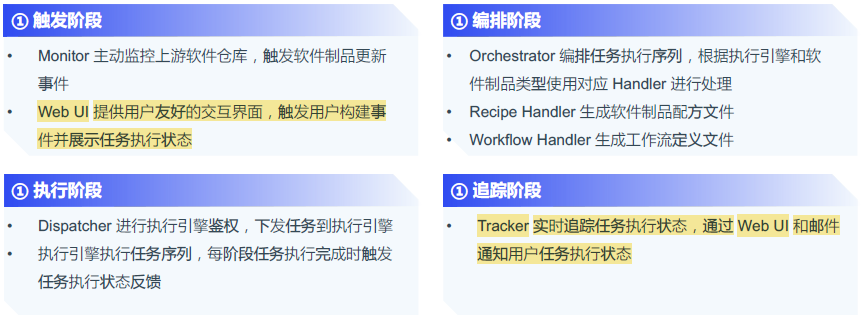 ① 触发阶段
• Monitor 主动监控上游软件仓库，触发软件制品更新
事件
• Web UI 提供用户友好的交互界面，触发用户构建事
件并展示任务执行状态
① 编排阶段
• Orchestrator 编排任务执行序列，根据执行引擎和软
件制品类型使用对应 Handler 进行处理
• Recipe Handler 生成软件制品配方文件
• Workflow Handler 生成工作流定义文件
① 执行阶段
• Dispatcher 进行执行引擎鉴权，下发任务到执行引擎
• 执行引擎执行任务序列，每阶段任务执行完成时触发
任务执行状态反馈
① 追踪阶段
• Tracker 实时追踪任务执行状态，通过 Web UI 和邮件
通知用户任务执行状态